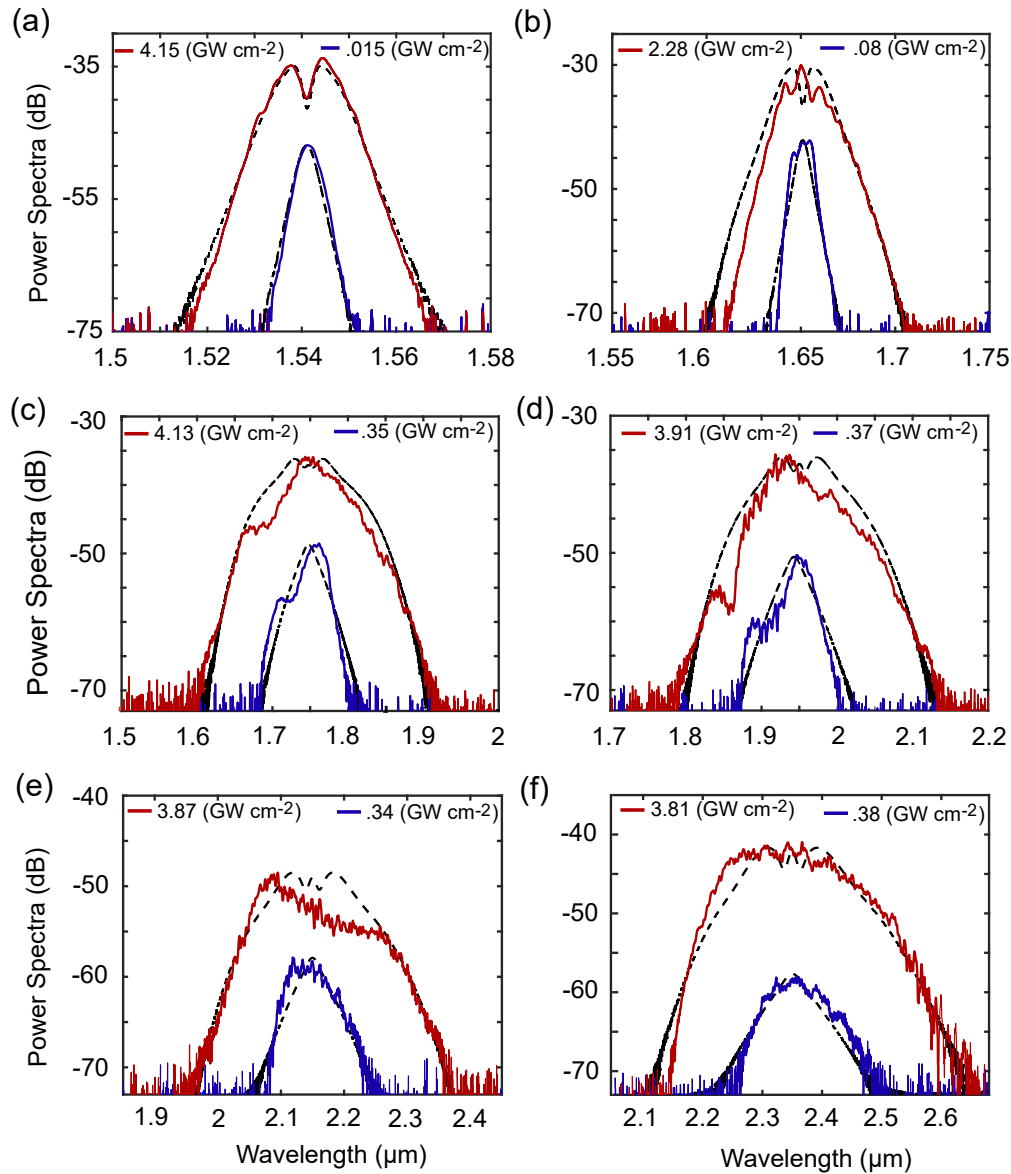 (a)
4.15 (GW cm-2) .015 (GW cm-2)
Power Spectra (dB)
-35
-55
-75
1.5 1.52 1.54 1.56 1.58
(b)
2.28 (GW cm-2) .08 (GW cm-2)
-30
-50
-70
1.55 1.6 1.65 1.7 1.75
(c)
4.13 (GW cm-2) .35 (GW cm-2)
Power Spectra (dB)
-30
-50
-70
1.5 1.6 1.7 1.8 1.9 2
(d)
3.91 (GW cm-2) .37 (GW cm-2)
-30
-50
-70
1.7 1.8 1.9 2 2.1 2.2
(e)
3.87 (GW cm-2) .34 (GW cm-2)
Power Spectra (dB)
-40
-50
-60
-70
1.9 2 2.1 2.2 2.3 2.4
Wavelength (μm)
(f)
3.81 (GW cm-2) .38 (GW cm-2)
-40
-50
-60
-70
2.1 2.2 2.3 2.4 2.5 2.6
Wavelength (μm)